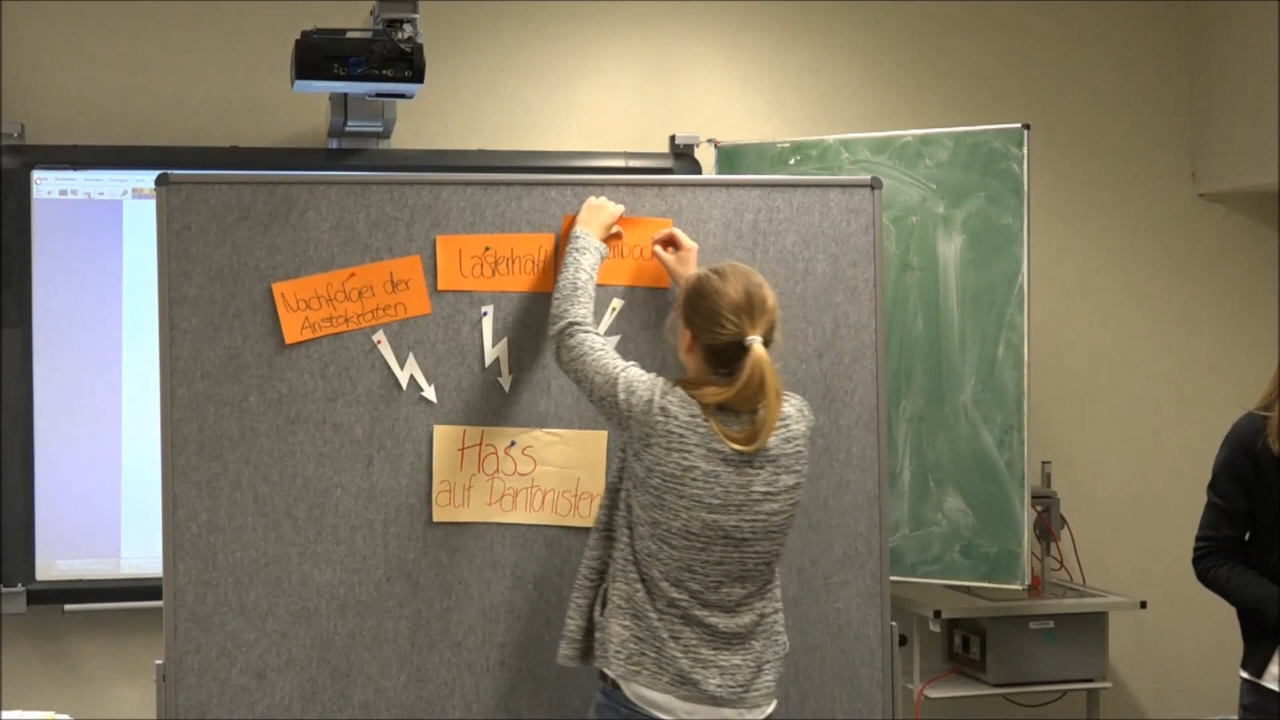 Nachfolger der
Aristokraten
Lasterhaft
Hass
auf Dantonisten